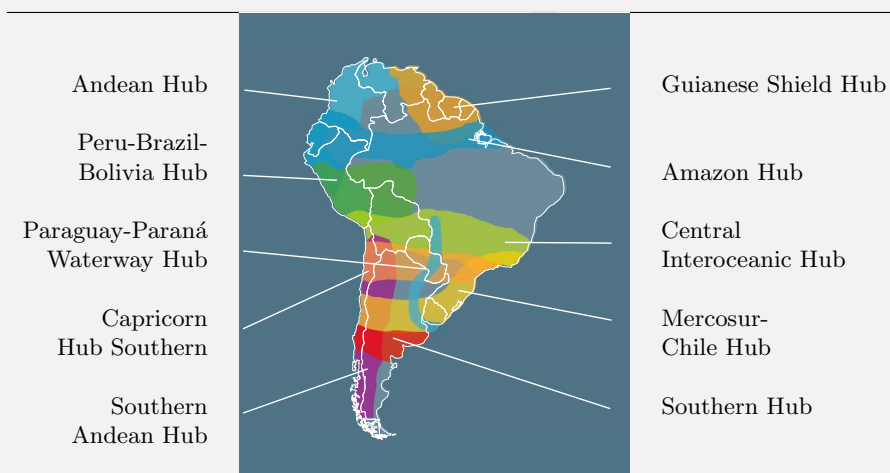 Andean Hub
Peru-Brazil-
Bolivia Hub
Paraguay-Paraná
Waterway Hub
Capricorn
Hub Southern
Southern
Andean Hub
Guianese Shield Hub
Amazon Hub
Central
Interoceanic Hub
Mercosur-
Chile Hub
Southern Hub